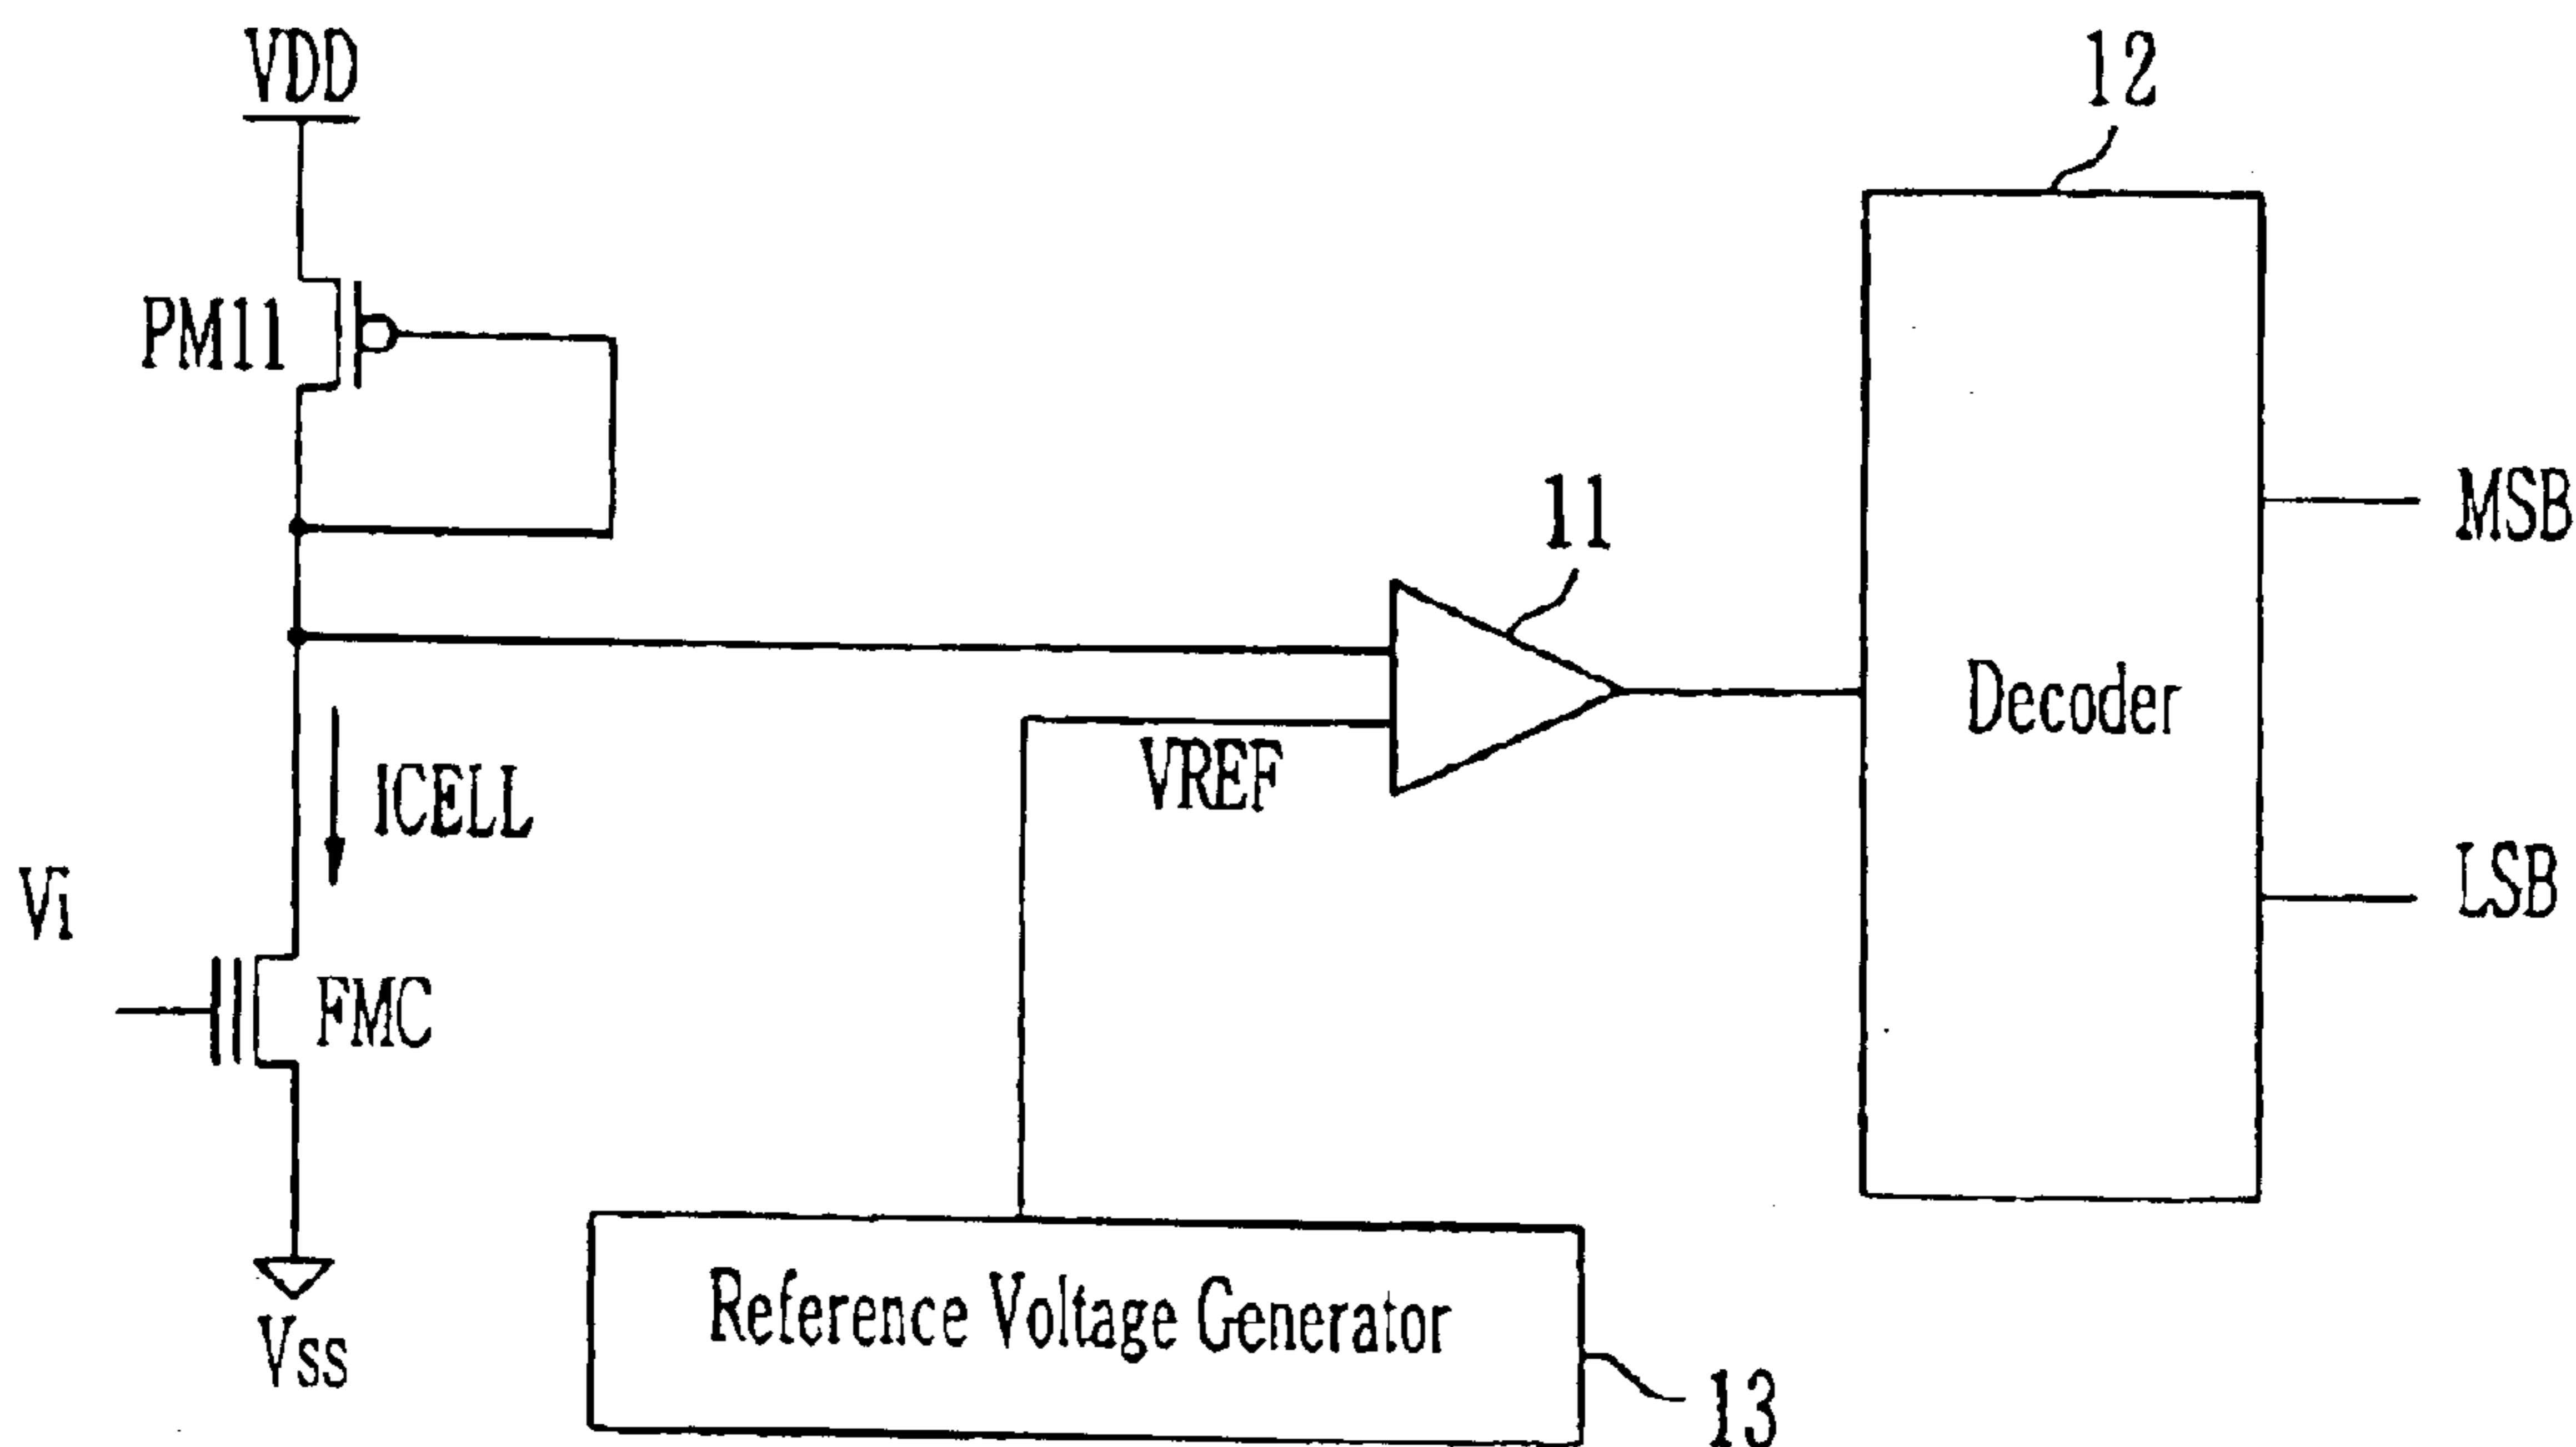 VDD
12
PM11
11
MSB
VREF
Decoder
ICELL
Vi
LSB
FMC
Reference Voltage Generator
Vss
13